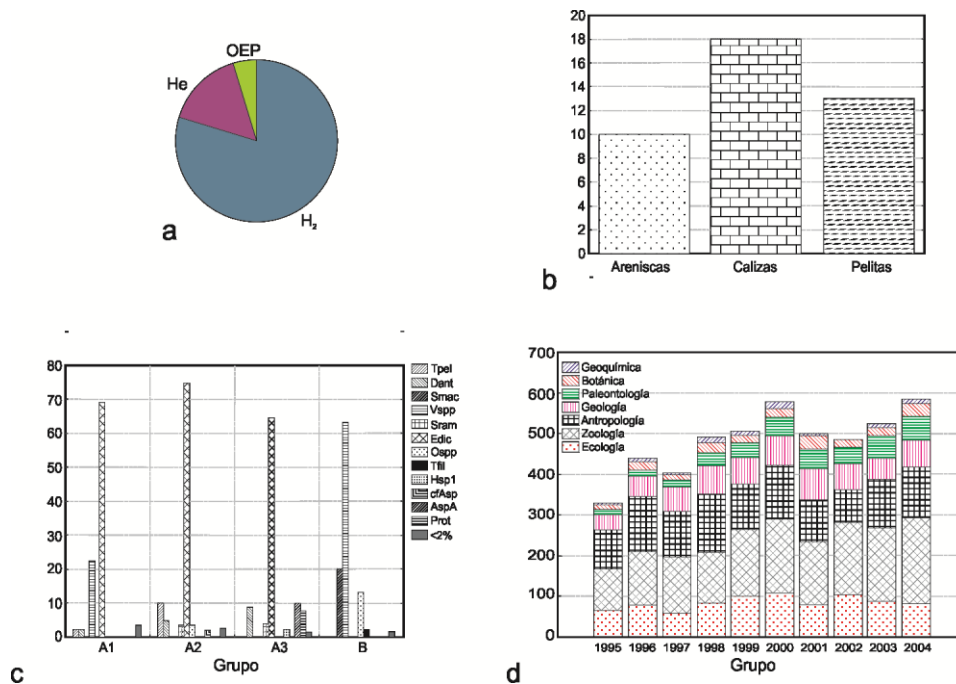 OEP
He
H₂
a
20
18
16
14
12
10
8
6
4
2
0
Areniscas Calizas Pelitas
b
80
70
60
50
40
30
20
10
0
A1 A2 A3 B
Grupo
Tpel
Dant
Smac
Vspp
Sram
Edic
Ospp
Tfil
Hsp1
cfAsp
AspA
Prot
<2%
c
700
600
500
400
300
200
100
0
Geoquímica
Botánica
Paleontología
Geología
Antropología
Zoología
Ecología
1995 1996 1997 1998 1999 2000 2001 2002 2003 2004
Grupo
d